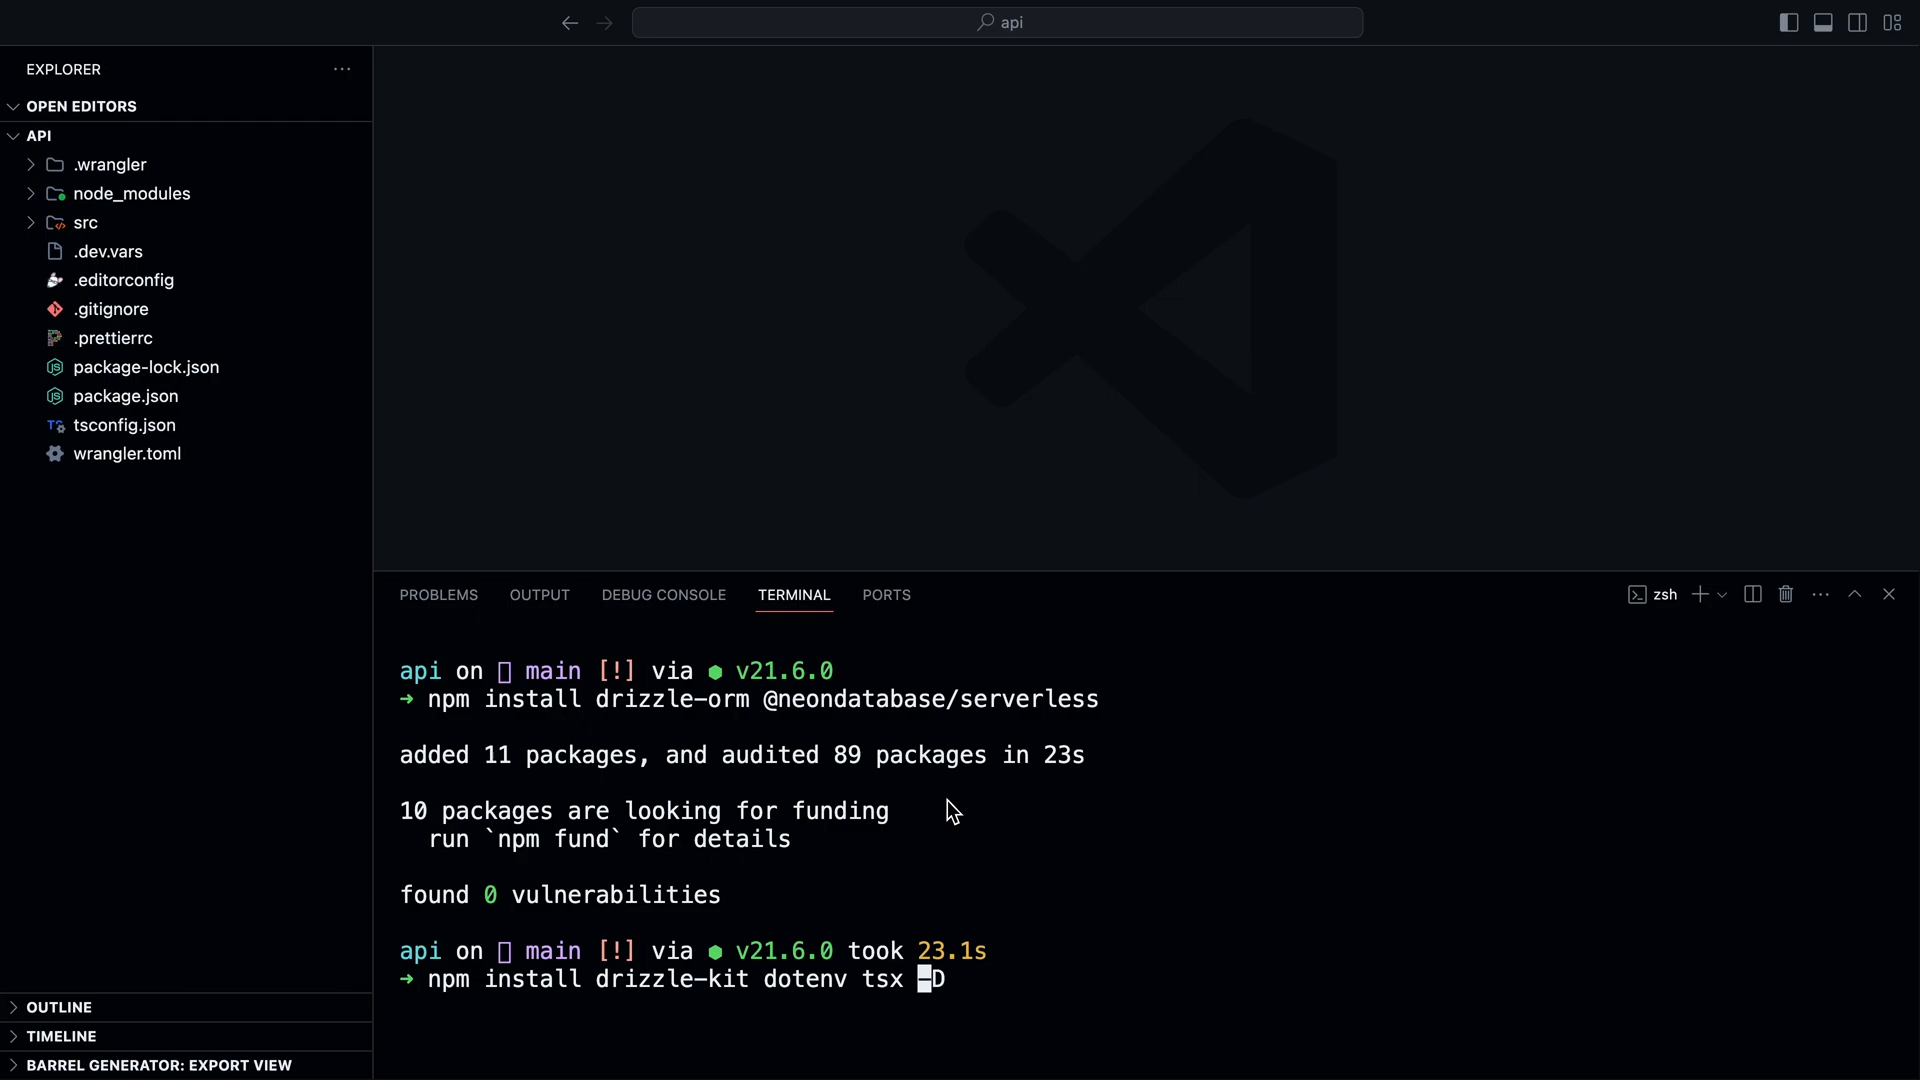 api
EXPLORER
OPEN EDITORS
API
.wrangler
node_modules
src
.dev.vars
.editorconfig
.gitignore
.prettierrc
package-lock.json
package.json
tsconfig.json
wrangler.toml
OUTLINE
TIMELINE
BARREL GENERATOR: EXPORT VIEW
PROBLEMS OUTPUT DEBUG CONSOLE TERMINAL PORTS
zsh
api on main [!] via v21.6.0
➜ npm install drizzle-orm @neondatabase/serverless
added 11 packages, and audited 89 packages in 23s
10 packages are looking for funding
run `npm fund` for details
found 0 vulnerabilities
api on main [!] via v21.6.0 took 23.1s
➜ npm install drizzle-kit dotenv tsx -D